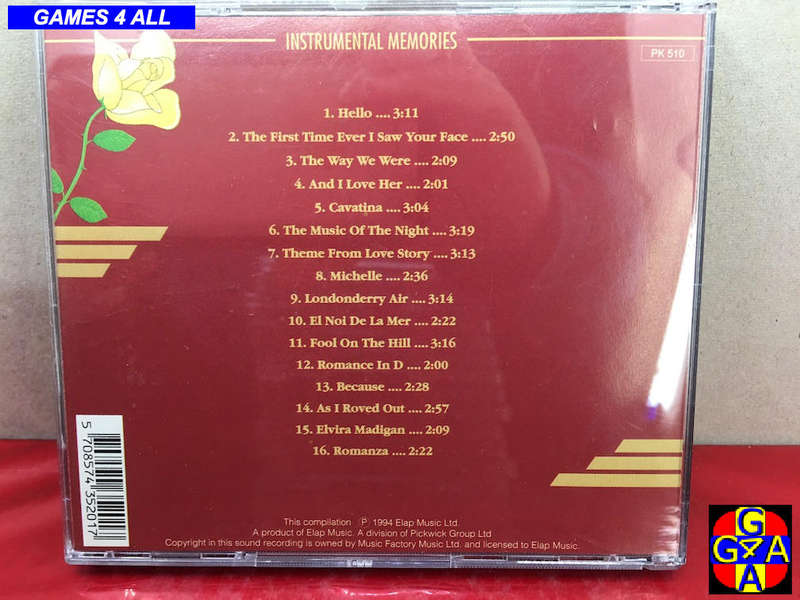 GAMES 4 ALL
INSTRUMENTAL MEMORIES
PK 510
1. Hello .... 3:11
2. The First Time Ever I Saw Your Face .... 2:50
3. The Way We Were .... 2:09
4. And I Love Her .... 2:01
5. Cavatina .... 3:04
6. The Music Of The Night .... 3:19
7. Theme From Love Story .... 3:13
8. Michelle .... 2:36
9. Londonderry Air .... 3:14
10. El Noi De La Mer .... 2:22
11. Fool On The Hill .... 3:16
12. Romance In D .... 2:00
13. Because .... 2:28
14. As I Roved Out .... 2:57
15. Elvira Madigan .... 2:09
16. Romanza .... 2:22
5 708574 352017
This compilation Ⓟ 1994 Elap Music Ltd.
A product of Elap Music. A division of Pickwick Group Ltd
Copyright in this sound recording is owned by Music Factory Music Ltd. and licensed to Elap Music.
G
G4A
A